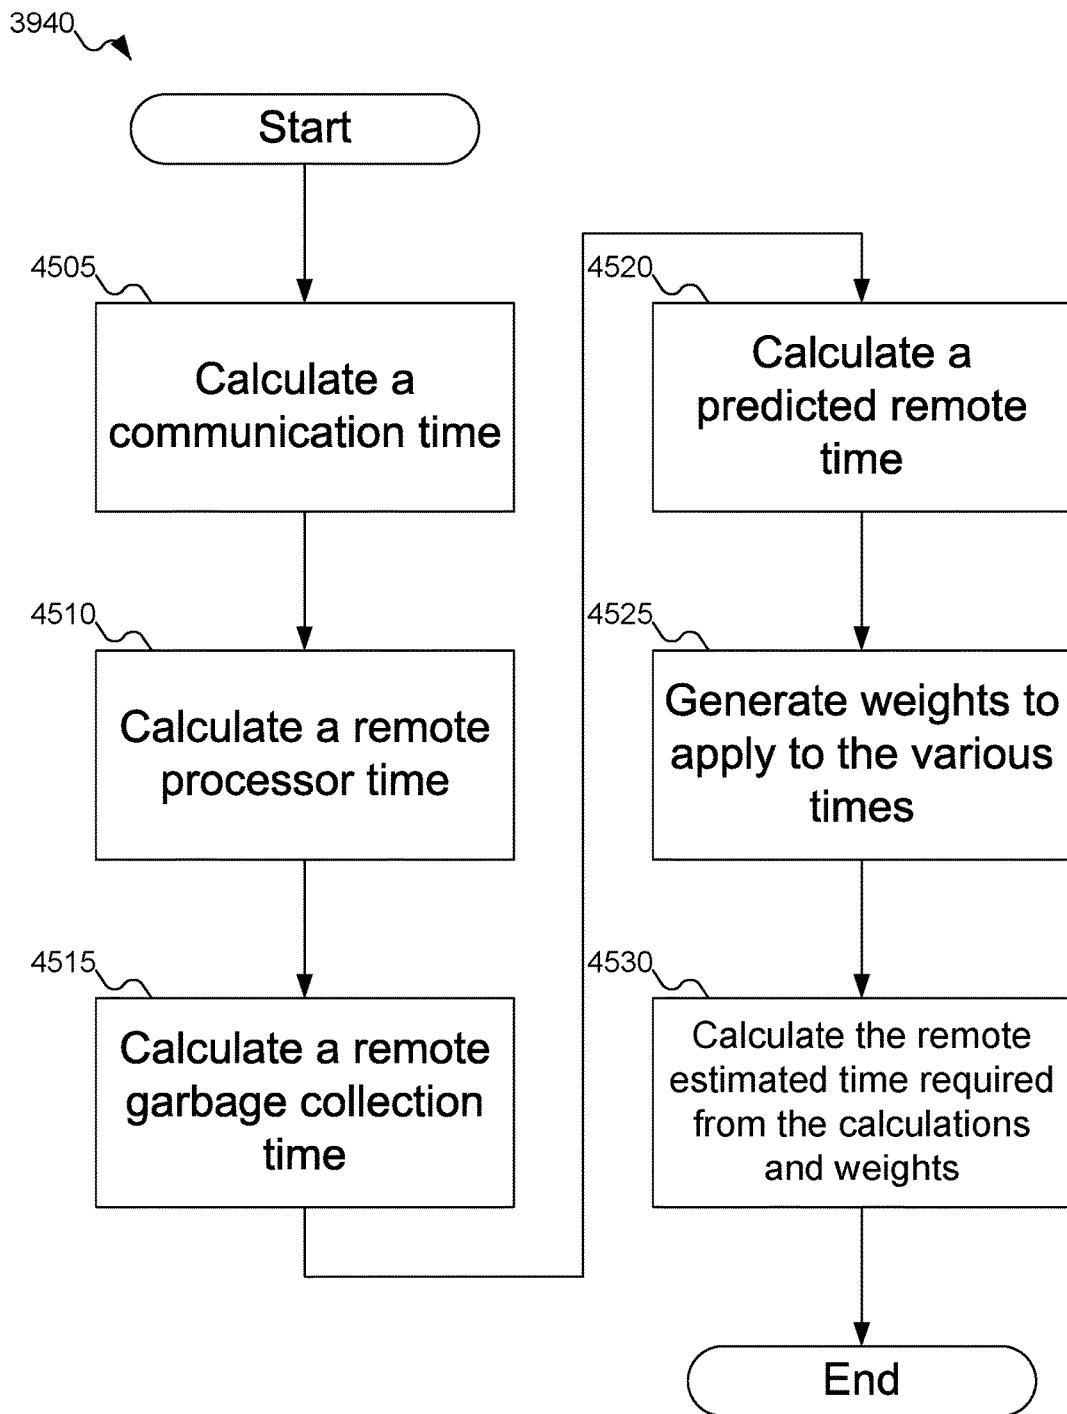 3940
Start
4505
Calculate a
communication time
4510
Calculate a remote
processor time
4515
Calculate a remote
garbage collection
time
4520
Calculate a
predicted remote
time
4525
Generate weights to
apply to the various
times
4530
Calculate the remote
estimated time required
from the calculations
and weights
End